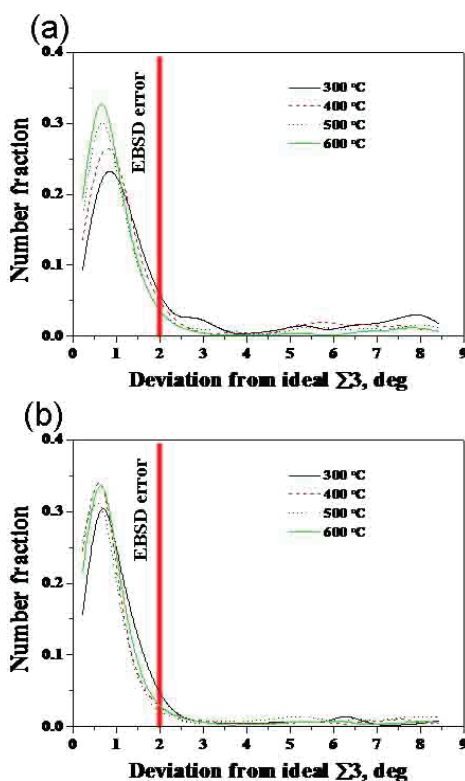 (a)
0.4
0.3
0.2
0.1
0.0
Number fraction
EBSD error
300 °C
400 °C
500 °C
600 °C
0 1 2 3 4 5 6 7 8 9
Deviation from ideal ∑3, deg
(b)
0.4
0.3
0.2
0.1
0.0
Number fraction
EBSD error
300 °C
400 °C
500 °C
600 °C
0 1 2 3 4 5 6 7 8 9
Deviation from ideal ∑3, deg